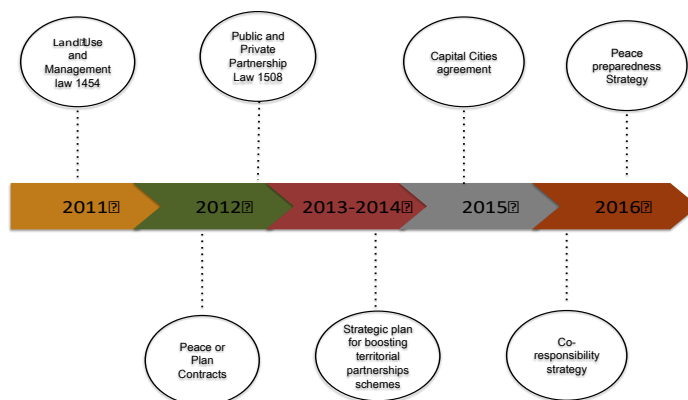 Land Use
and
Management
law 1454
Public and
Private
Partnership
Law 1508
Capital Cities
agreement
Peace
preparedness
Strategy
2011
2012
2013-2014
2015
2016
Peace or
Plan
Contracts
Strategic plan
for boosting
territorial
partnerships
schemes
Co-
responsibility
strategy